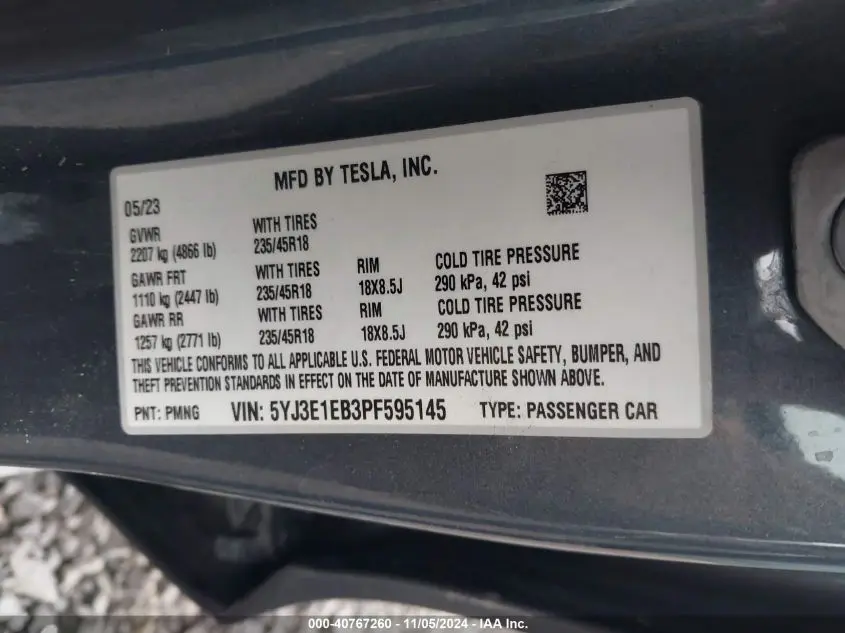 MFD BY TESLA, INC.
05/23
GVWR WITH TIRES
2207 kg (4866 lb) 235/45R18
GAWR FRT WITH TIRES RIM COLD TIRE PRESSURE
1110 kg (2447 lb) 235/45R18 18X8.5J 290 kPa, 42 psi
GAWR RR WITH TIRES RIM COLD TIRE PRESSURE
1257 kg (2771 lb) 235/45R18 18X8.5J 290 kPa, 42 psi
THIS VEHICLE CONFORMS TO ALL APPLICABLE U.S. FEDERAL MOTOR VEHICLE SAFETY, BUMPER, AND
THEFT PREVENTION STANDARDS IN EFFECT ON THE DATE OF MANUFACTURE SHOWN ABOVE.
PNT: PMNG VIN: 5YJ3E1EB3PF595145 TYPE: PASSENGER CAR
000-40767260 - 11/05/2024 - IAA Inc.